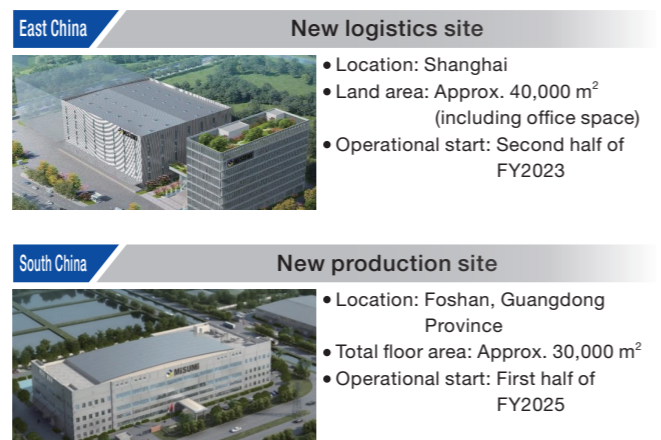 East China
New logistics site
● Location: Shanghai
● Land area: Approx. 40,000 m²
(including office space)
● Operational start: Second half of
FY2023
South China
New production site
MiSUMi
● Location: Foshan, Guangdong
Province
● Total floor area: Approx. 30,000 m²
● Operational start: First half of
FY2025